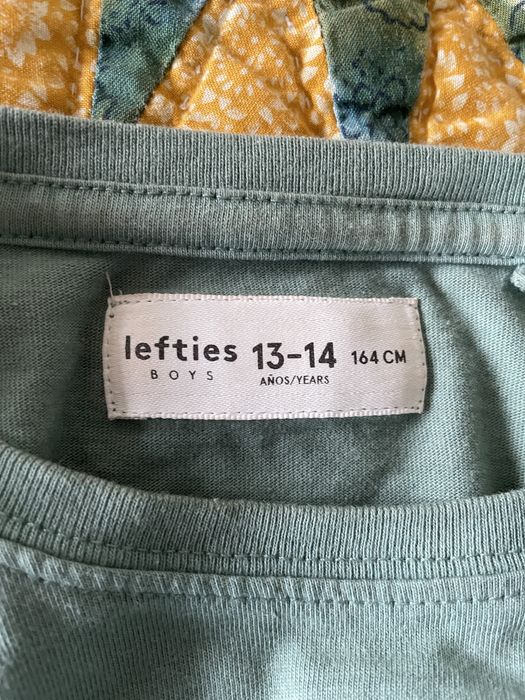 lefties 13-14 164 CM
BOYS AÑOS/YEARS